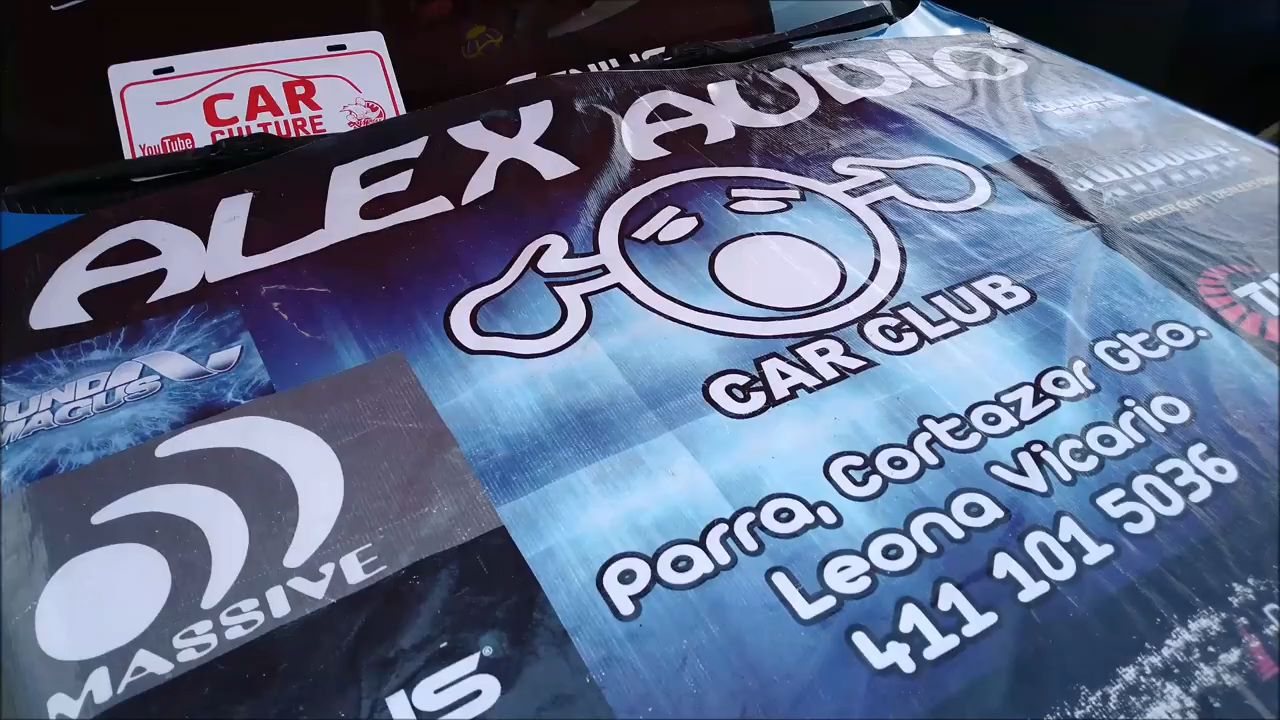 CAR
CULTURE
YouTube
ALEX AUDIO
CAR CLUB
Parra, Cortazar Gto.
Leona Vicario
411 101 5036
MAGUS
MASSIVE